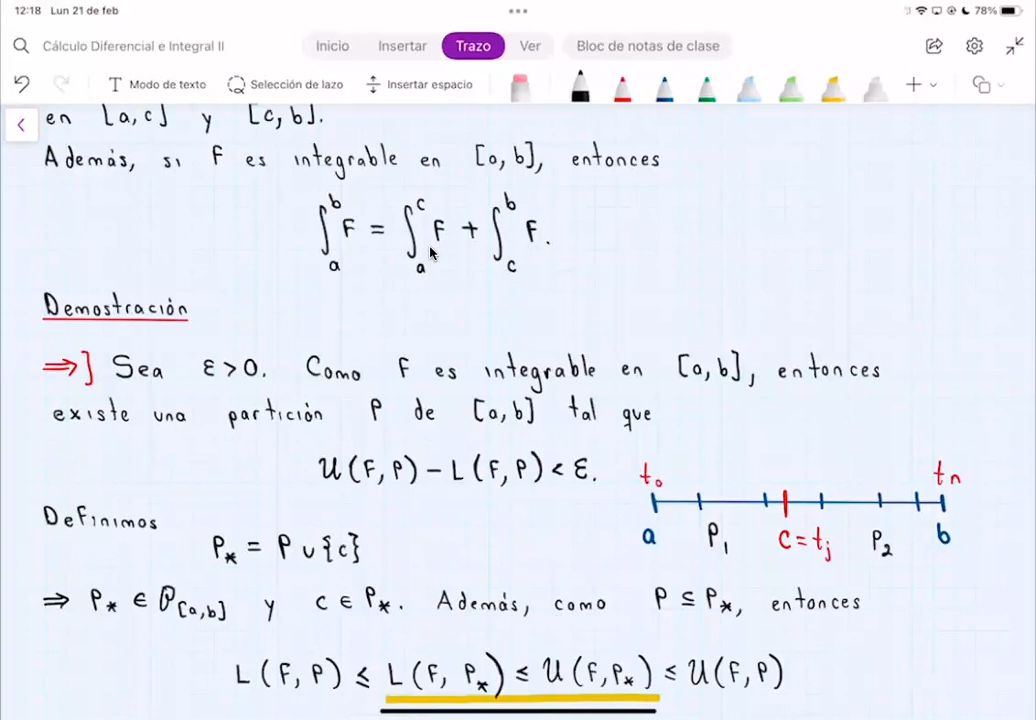 12:18 Lun 21 de feb
78%
Cálculo Diferencial e Integral II Inicio Insertar Trazo Ver Bloc de notas de clase
Modo de texto Selección de lazo Insertar espacio
en [a, c] y [c, b].
Además, si f es integrable en [a, b], entonces
∫_a^b f = ∫_a^c f + ∫_c^b f.
Demostración
⇒] Sea ε > 0. Como f es integrable en [a, b], entonces
existe una partición P de [a, b] tal que
U(f, P) − L(f, P) < ε.
t₀ tₙ
a P₁ c = tⱼ P₂ b
Definimos
P* = P ∪ {c}
⇒ P* ∈ 𝒫[a,b] y c ∈ P*. Además, como P ⊆ P*, entonces
L(f, P) ≤ L(f, P*) ≤ U(f, P*) ≤ U(f, P)